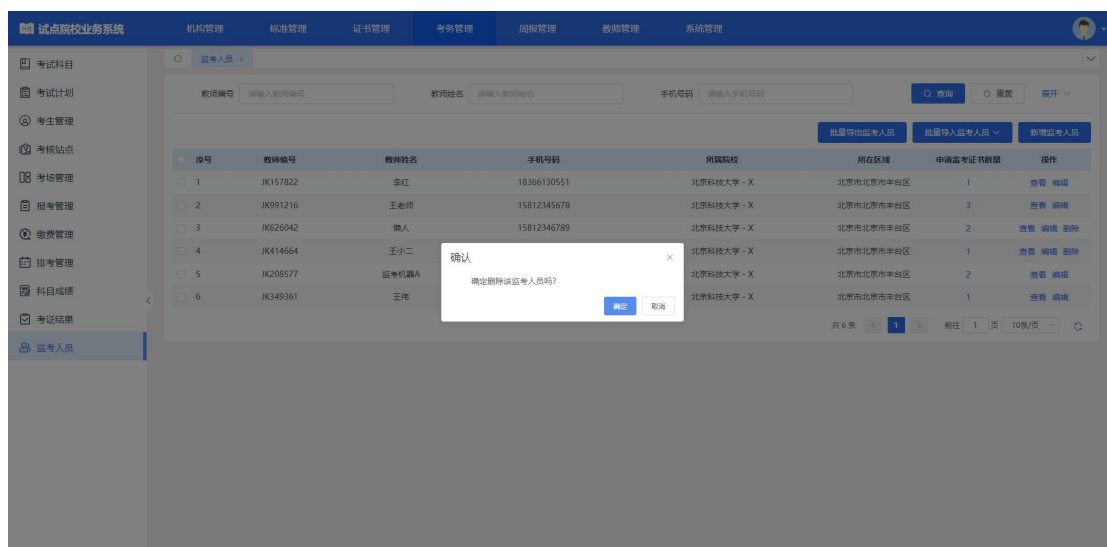 试点院校业务系统 机构管理 标准管理 证书管理 考务管理 周报管理 教师管理 系统管理
考试科目
考试计划
考生管理
考核站点
考场管理
报考管理
缴费管理
排考管理
科目成绩
考证结果
监考人员
监考人员 ×
教师编号 请输入教师编号 教师姓名 请输入教师姓名 手机号码 请输入手机号码 查询 重置 展开
批量导出监考人员 批量导入监考人员 新增监考人员
序号 教师编号 教师姓名 手机号码 所属院校 所在区域 申请监考证书数量 操作
1 JK157822 李红 18366130551 北京科技大学 - X 北京市北京市丰台区 1 查看 编辑
2 JK991216 王老师 15812345678 北京科技大学 - X 北京市北京市丰台区 3 查看 编辑
3 JK626042 懒人 15812346789 北京科技大学 - X 北京市北京市丰台区 2 查看 编辑 删除
4 JK414664 王小二 北京科技大学 - X 北京市北京市丰台区 1 查看 编辑 删除
5 JK208577 监考机器A 北京科技大学 - X 北京市北京市丰台区 2 查看 编辑
6 JK349361 王伟 北京科技大学 - X 北京市北京市丰台区 1 查看 编辑
共 6 条 1 前往 1 页 10条/页
确认 ×
确定删除该监考人员吗?
确定 取消